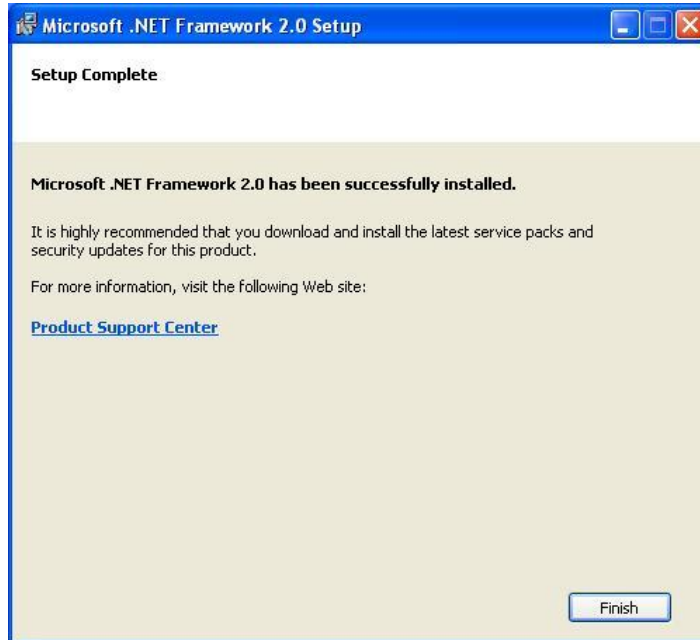 Microsoft .NET Framework 2.0 Setup
Setup Complete
Microsoft .NET Framework 2.0 has been successfully installed.
It is highly recommended that you download and install the latest service packs and
security updates for this product.
For more information, visit the following Web site:
Product Support Center
Finish